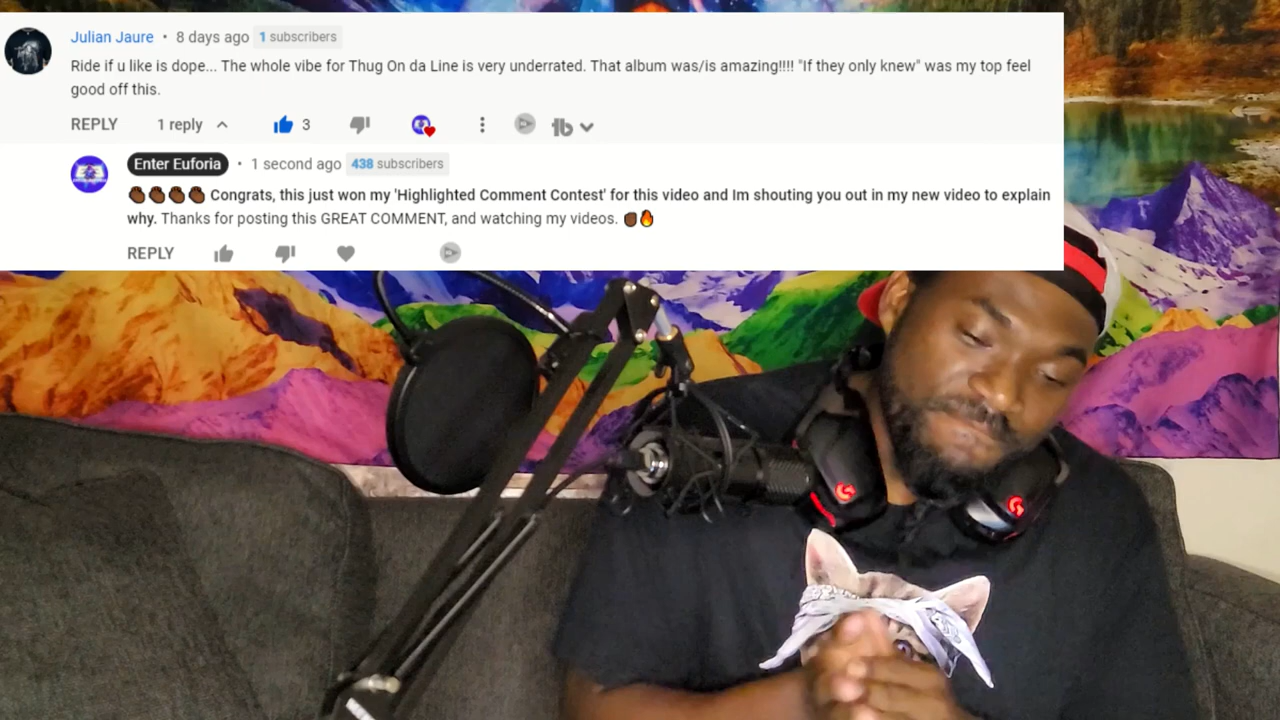 Julian Jaure • 8 days ago 1 subscribers
Ride if u like is dope... The whole vibe for Thug On da Line is very underrated. That album was/is amazing!!!! "If they only knew" was my top feel
good off this.
REPLY 1 reply 3
Enter Euforia • 1 second ago 438 subscribers
👏🏿👏🏿👏🏿👏🏿 Congrats, this just won my 'Highlighted Comment Contest' for this video and Im shouting you out in my new video to explain
why. Thanks for posting this GREAT COMMENT, and watching my videos. ✊🏿🔥
REPLY